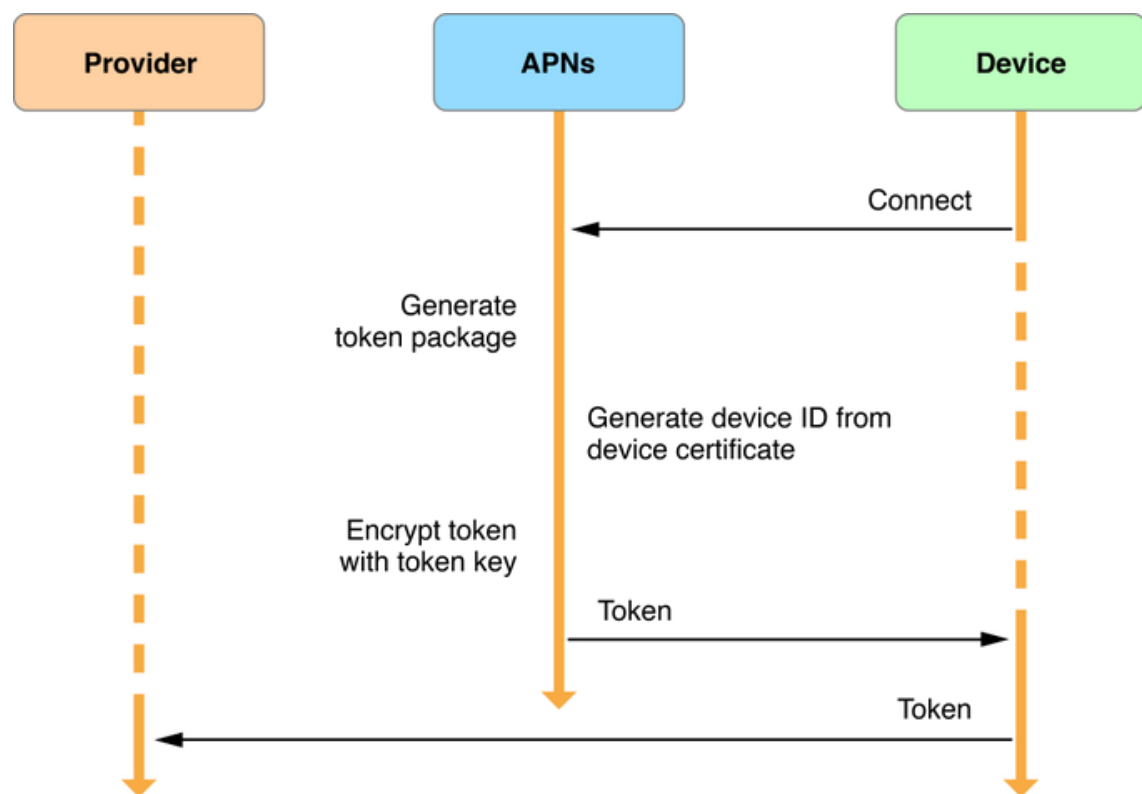 Provider
APNs
Device
Connect
Generate
token package
Generate device ID from
device certificate
Encrypt token
with token key
Token
Token